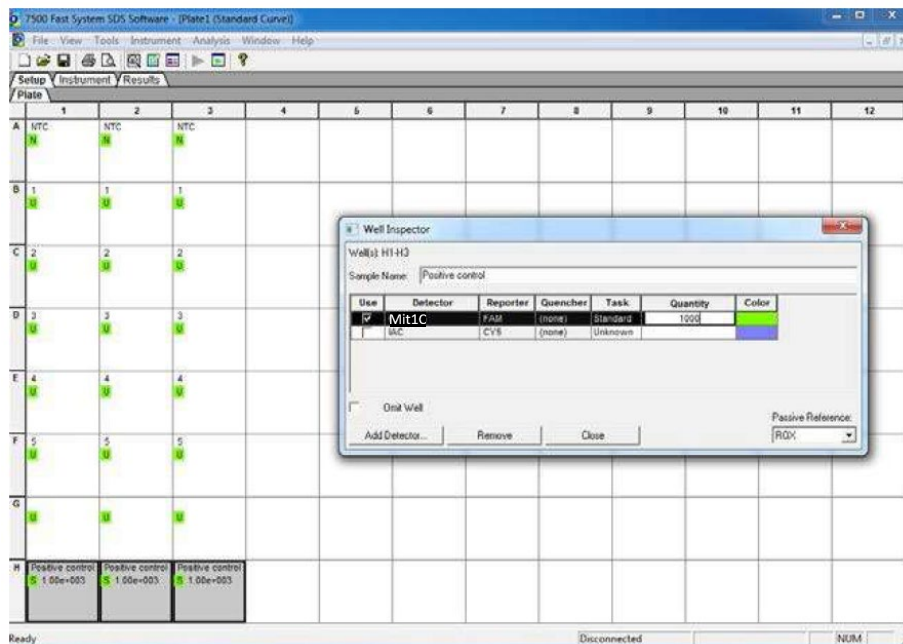 7500 Fast System SDS Software - [Plate1 (Standard Curve)]
File View Tools Instrument Analysis Window Help
Setup Instrument Results
Plate
1 2 3 4 5 6 7 8 9 10 11 12
A NTC NTC NTC
N N N
B 1 1 1
U U U
Well Inspector
C 2 2 2
U U U
Well(s): H1-H3
Sample Name: Positive control
Use Detector Reporter Quencher Task Quantity Color
Mit1C FAM (none) Standard 1000
IAC CY5 (none) Unknown
D 3 3 3
U U U
E 4 4 4
U U U
Omit Well
Passive Reference:
Add Detector... Remove Close ROX
F 5 5 5
U U U
G
U U U
H Positive control Positive control Positive control
S 1.00e+003 S 1.00e+003 S 1.00e+003
Ready Disconnected NUM